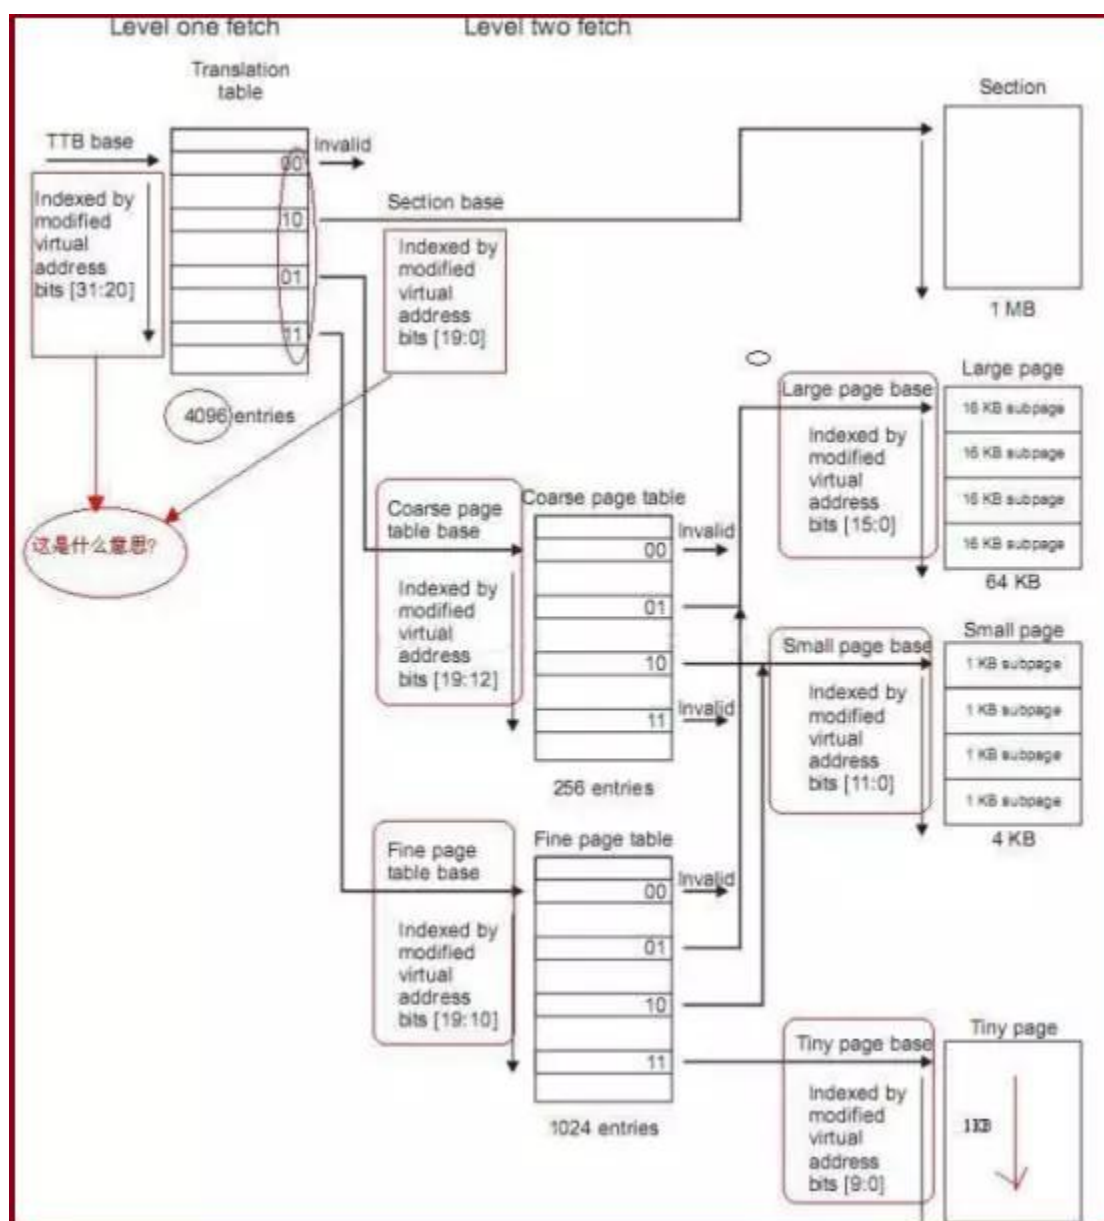 Level one fetch
Level two fetch
Translation
table
Section
TTB base
Invalid
00
Indexed by
modified
virtual
address
bits [31:20]
10
Section base
01
Indexed by
modified
virtual
address
bits [19:0]
11
1 MB
4096 entries
这是什么意思?
Large page
Large page base
16 KB subpage
Indexed by
modified
virtual
address
bits [15:0]
16 KB subpage
16 KB subpage
16 KB subpage
64 KB
Coarse page
table base
Coarse page table
Invalid
00
Indexed by
modified
virtual
address
bits [19:12]
01
10
Invalid
11
256 entries
Small page
Small page base
1 KB subpage
Indexed by
modified
virtual
address
bits [11:0]
1 KB subpage
1 KB subpage
1 KB subpage
4 KB
Fine page
table base
Fine page table
Invalid
00
Indexed by
modified
virtual
address
bits [19:10]
01
10
11
1024 entries
Tiny page
Tiny page base
Indexed by
modified
virtual
address
bits [9:0]
1KB